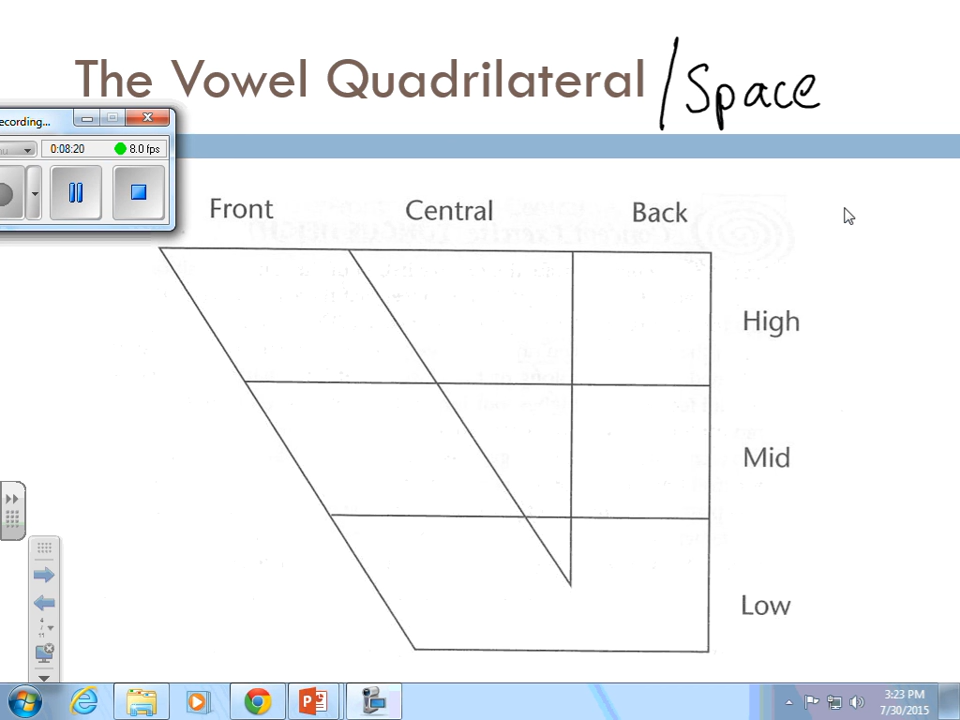 The Vowel Quadrilateral / Space
ecording...
0:08:20 8.0 fps
Front Central Back
High
Mid
Low
3:23 PM
7/30/2015